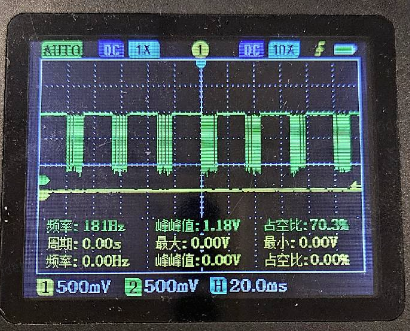 AUTO DC 1X 1 DC 10X
频率: 181Hz 峰峰值:1.18V 占空比:70.3%
周期:0.00s 最大: 0.00V 最小: 0.00V
频率:0.00Hz 峰峰值:0.00V 占空比:0.00%
1 500mV 2 500mV H 20.0ms